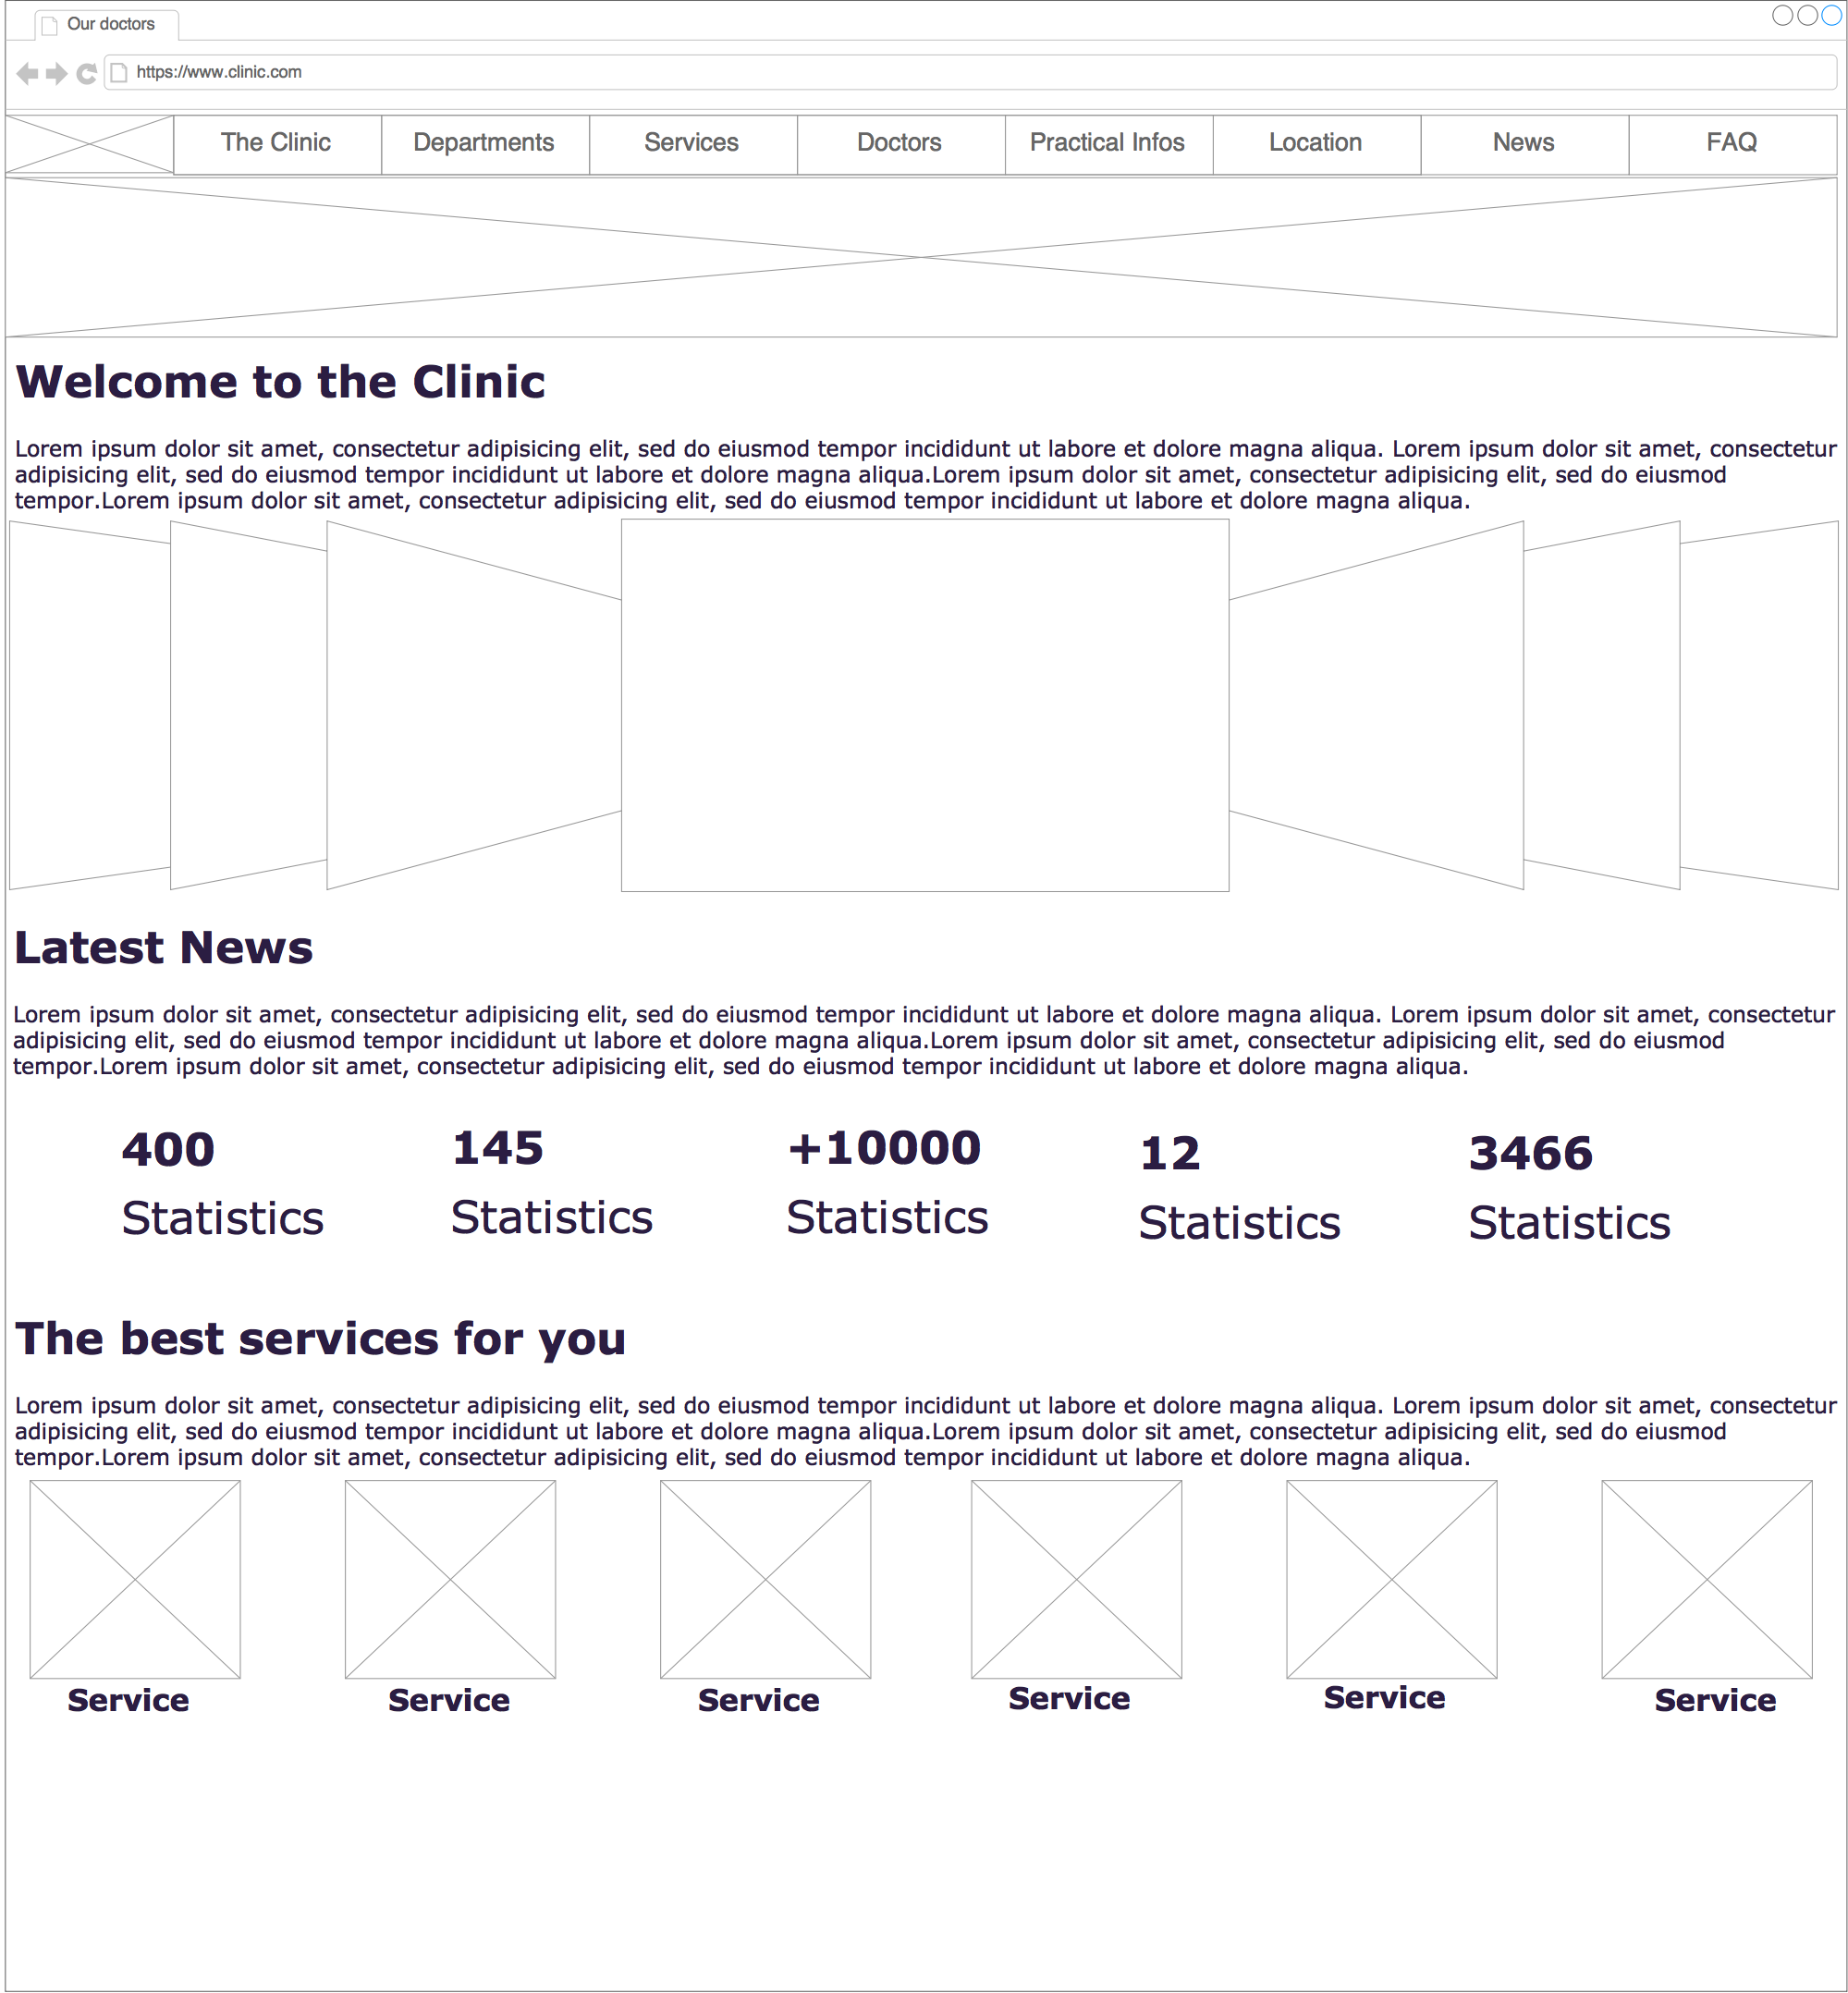 Our doctors
https://www.clinic.com
The Clinic Departments Services Doctors Practical Infos Location News FAQ
Welcome to the Clinic
Lorem ipsum dolor sit amet, consectetur adipisicing elit, sed do eiusmod tempor incididunt ut labore et dolore magna aliqua. Lorem ipsum dolor sit amet, consectetur
adipisicing elit, sed do eiusmod tempor incididunt ut labore et dolore magna aliqua.Lorem ipsum dolor sit amet, consectetur adipisicing elit, sed do eiusmod
tempor.Lorem ipsum dolor sit amet, consectetur adipisicing elit, sed do eiusmod tempor incididunt ut labore et dolore magna aliqua.
Latest News
Lorem ipsum dolor sit amet, consectetur adipisicing elit, sed do eiusmod tempor incididunt ut labore et dolore magna aliqua. Lorem ipsum dolor sit amet, consectetur
adipisicing elit, sed do eiusmod tempor incididunt ut labore et dolore magna aliqua.Lorem ipsum dolor sit amet, consectetur adipisicing elit, sed do eiusmod
tempor.Lorem ipsum dolor sit amet, consectetur adipisicing elit, sed do eiusmod tempor incididunt ut labore et dolore magna aliqua.
400 145 +10000 12 3466
Statistics Statistics Statistics Statistics Statistics
The best services for you
Lorem ipsum dolor sit amet, consectetur adipisicing elit, sed do eiusmod tempor incididunt ut labore et dolore magna aliqua. Lorem ipsum dolor sit amet, consectetur
adipisicing elit, sed do eiusmod tempor incididunt ut labore et dolore magna aliqua.Lorem ipsum dolor sit amet, consectetur adipisicing elit, sed do eiusmod
tempor.Lorem ipsum dolor sit amet, consectetur adipisicing elit, sed do eiusmod tempor incididunt ut labore et dolore magna aliqua.
Service Service Service Service Service Service